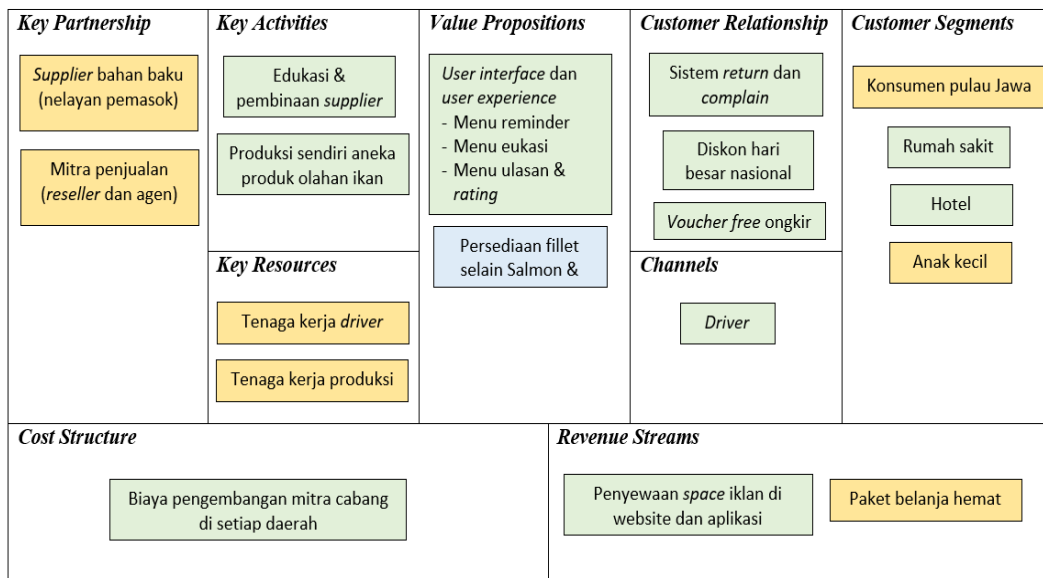 Key Partnership
Supplier bahan baku
(nelayan pemasok)
Mitra penjualan
(reseller dan agen)
Key Activities
Edukasi &
pembinaan supplier
Produksi sendiri aneka
produk olahan ikan
Key Resources
Tenaga kerja driver
Tenaga kerja produksi
Value Propositions
User interface dan
user experience
- Menu reminder
- Menu eukasi
- Menu ulasan &
rating
Persediaan fillet
selain Salmon &
Customer Relationship
Sistem return dan
complain
Diskon hari
besar nasional
Voucher free ongkir
Channels
Driver
Customer Segments
Konsumen pulau Jawa
Rumah sakit
Hotel
Anak kecil
Cost Structure
Biaya pengembangan mitra cabang
di setiap daerah
Revenue Streams
Penyewaan space iklan di
website dan aplikasi
Paket belanja hemat